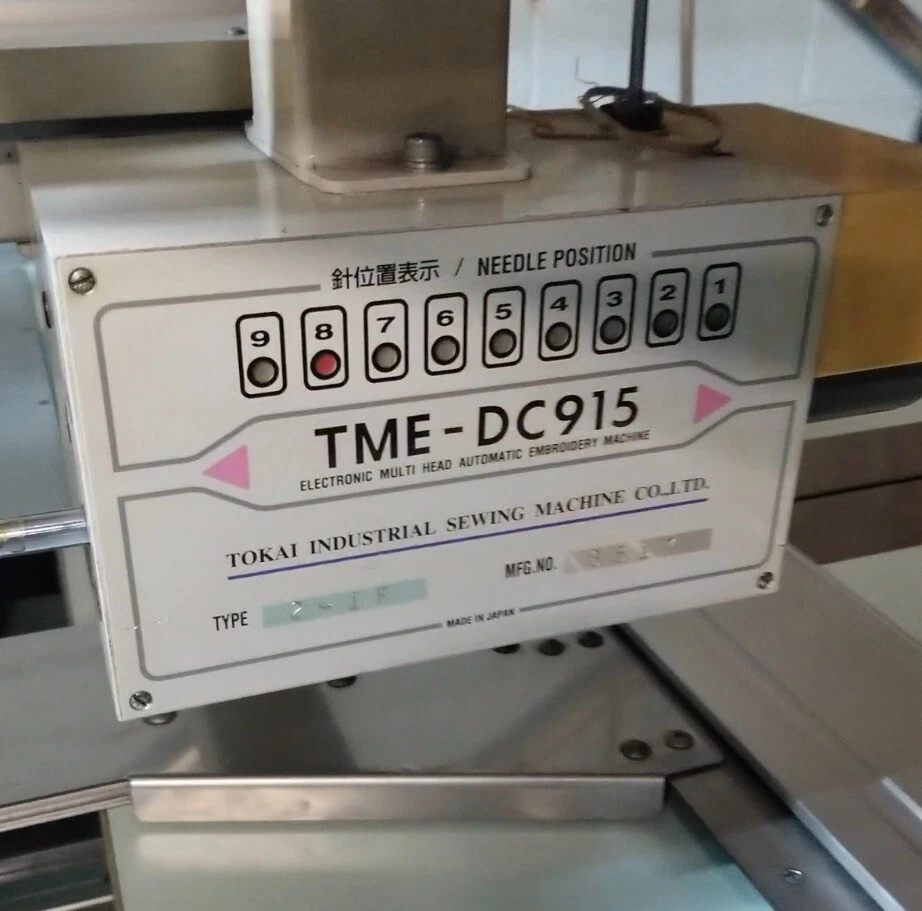 針位置表示 / NEEDLE POSITION
9 8 7 6 5 4 3 2 1
TME-DC915
ELECTRONIC MULTI HEAD AUTOMATIC EMBROIDERY MACHINE
TOKAI INDUSTRIAL SEWING MACHINE CO.,LTD.
TYPE
MFG.NO.
MADE IN JAPAN